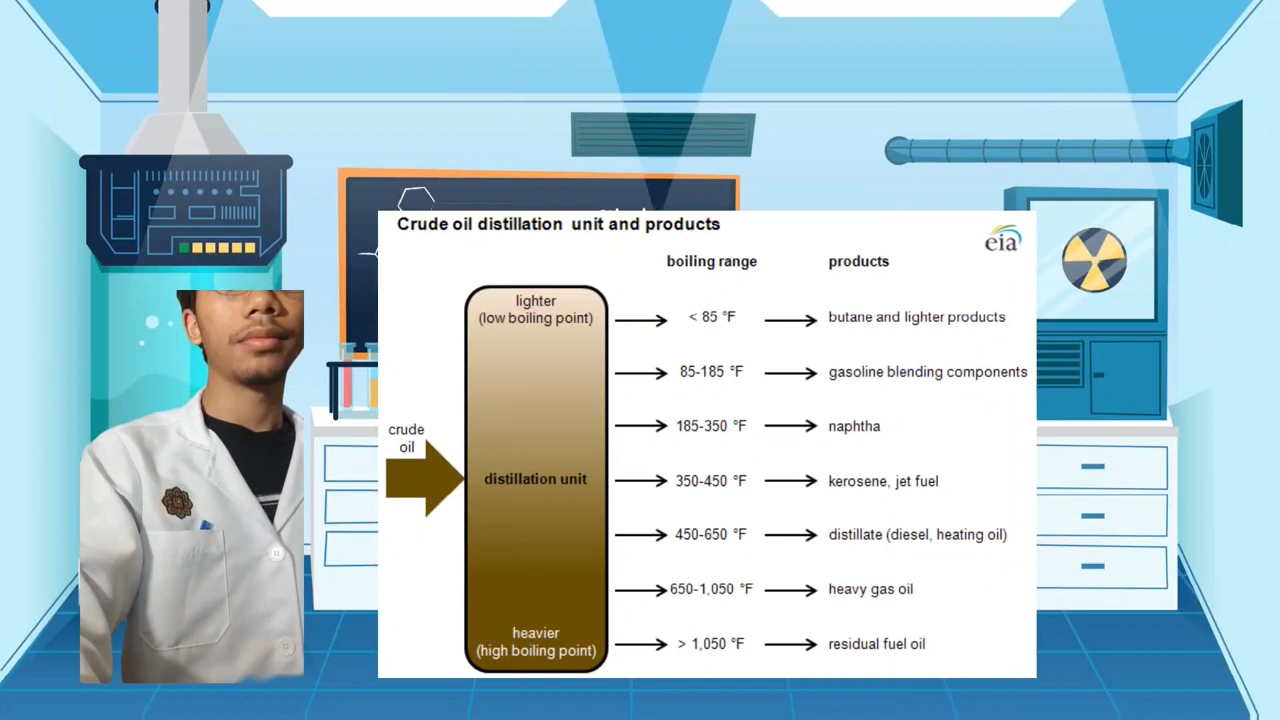 Crude oil distillation unit and products
eia
boiling range products
lighter
(low boiling point)
< 85 °F butane and lighter products
85-185 °F gasoline blending components
185-350 °F naphtha
crude
oil
distillation unit
350-450 °F kerosene, jet fuel
450-650 °F distillate (diesel, heating oil)
650-1,050 °F heavy gas oil
heavier
(high boiling point)
> 1,050 °F residual fuel oil